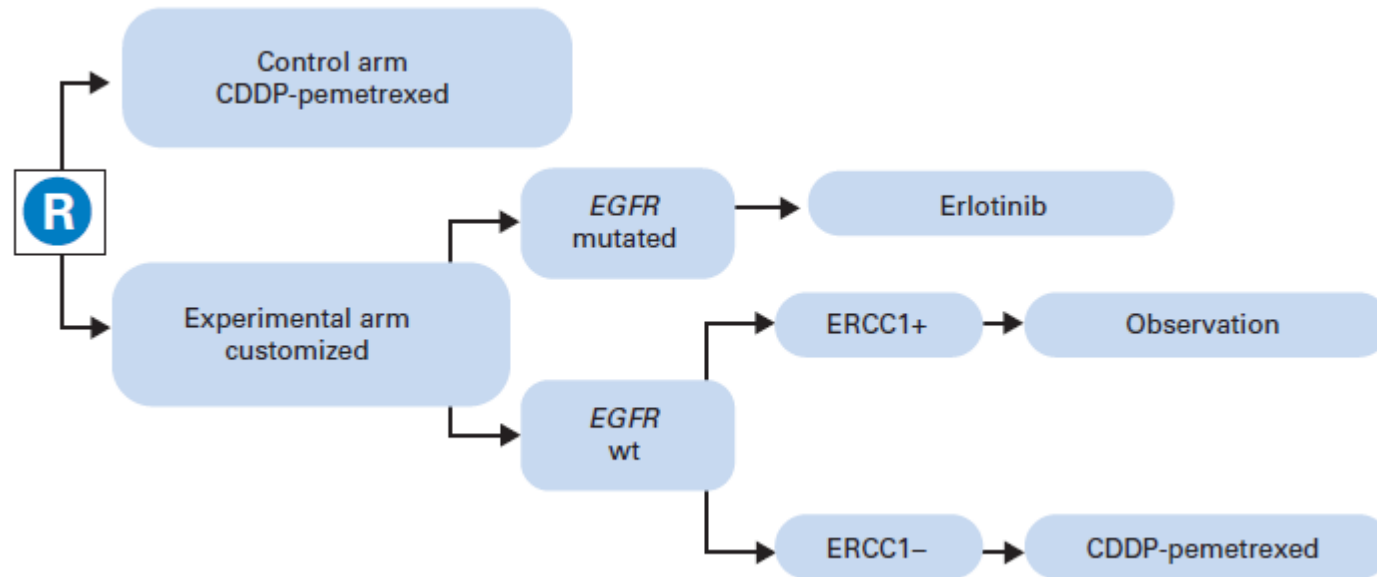 Control arm
CDDP-pemetrexed
R
EGFR
mutated
Erlotinib
Experimental arm
customized
ERCC1+
Observation
EGFR
wt
ERCC1−
CDDP-pemetrexed